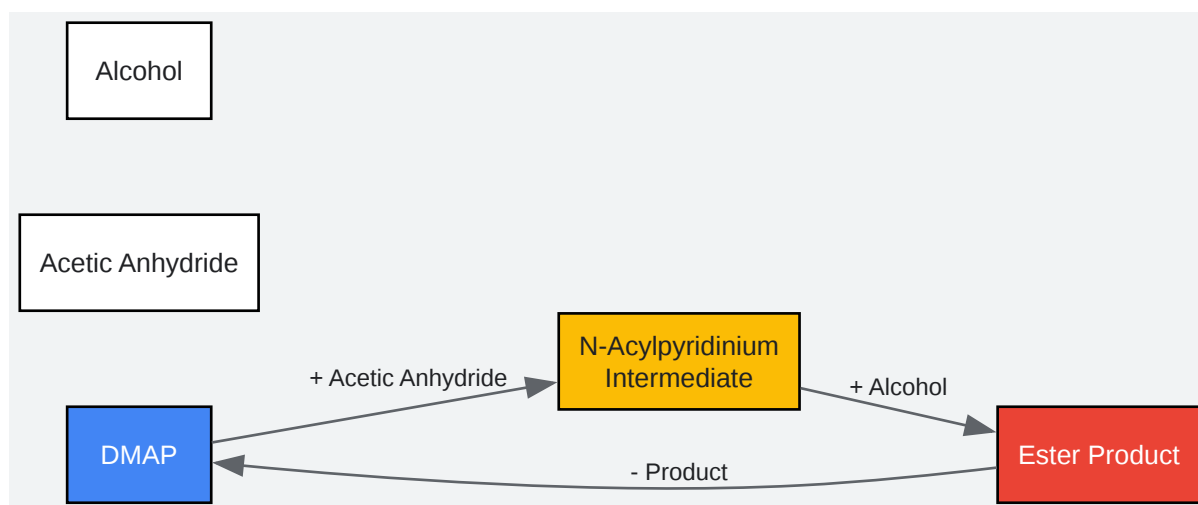 Alcohol
Acetic Anhydride
N-Acylpyridinium
Intermediate
+ Acetic Anhydride
+ Alcohol
DMAP
Ester Product
- Product